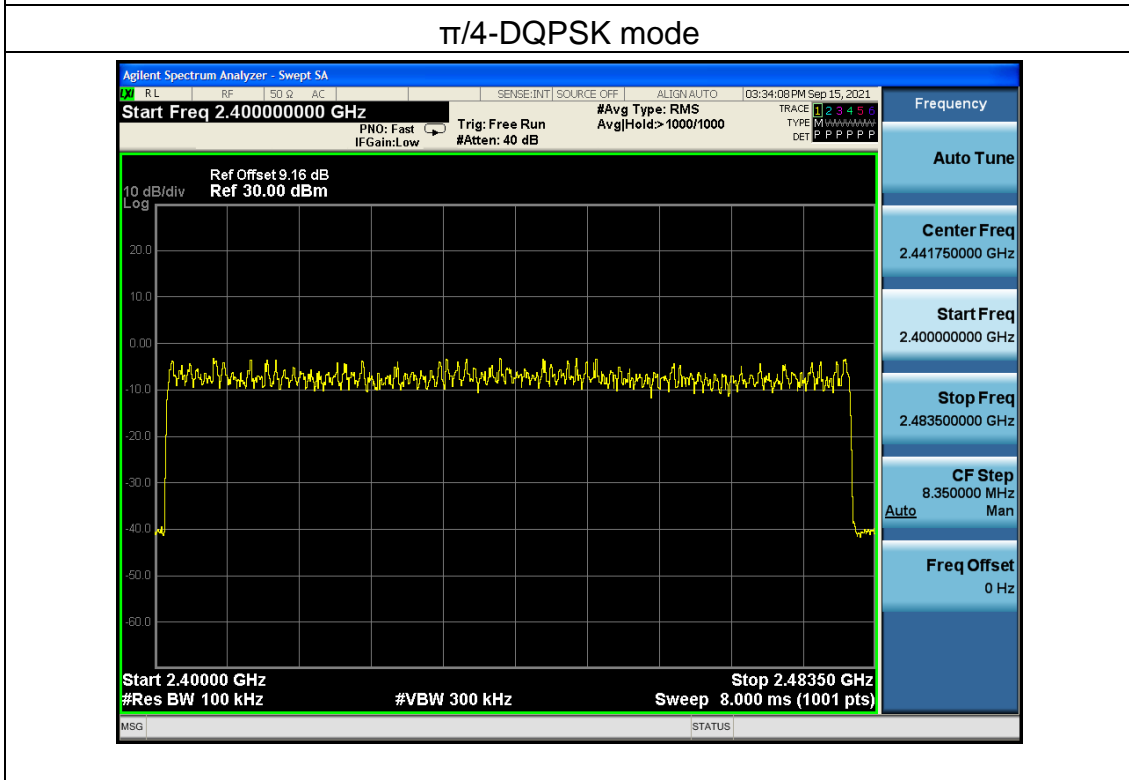 π/4-DQPSK mode
Agilent Spectrum Analyzer - Swept SA
LXI RL RF 50 Ω AC SENSE:INT SOURCE OFF ALIGN AUTO 03:34:08 PM Sep 15, 2021
Start Freq 2.400000000 GHz
PNO: Fast
IFGain:Low
Trig: Free Run
#Atten: 40 dB
#Avg Type: RMS
Avg|Hold:>1000/1000
TRACE 1 2 3 4 5 6
TYPE MWWWWW
DET P P P P P P
Ref Offset 9.16 dB
10 dB/div Ref 30.00 dBm
Log
20.0
10.0
0.00
-10.0
-20.0
-30.0
-40.0
-50.0
-60.0
Start 2.40000 GHz Stop 2.48350 GHz
#Res BW 100 kHz #VBW 300 kHz Sweep 8.000 ms (1001 pts)
MSG STATUS
Frequency
Auto Tune
Center Freq
2.441750000 GHz
Start Freq
2.400000000 GHz
Stop Freq
2.483500000 GHz
CF Step
8.350000 MHz
Auto Man
Freq Offset
0 Hz